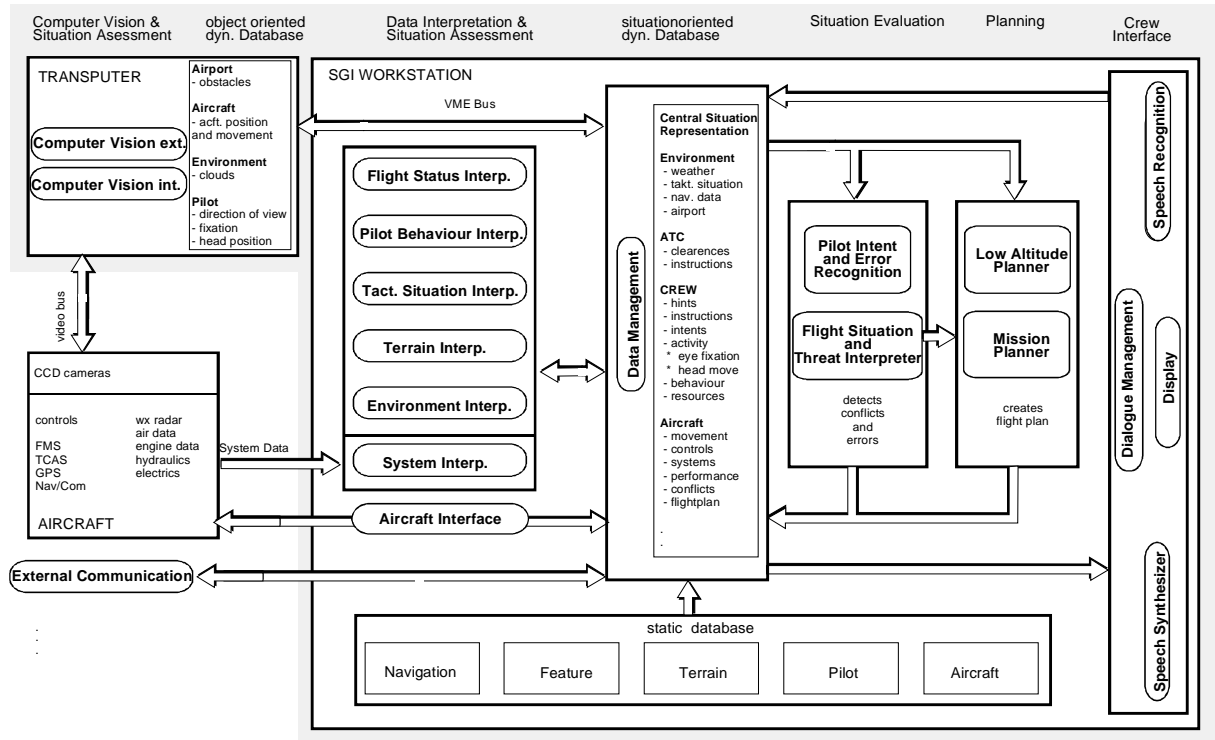 Computer Vision &
Situation Assessment
object oriented
dyn. Database
Data Interpretation &
Situation Assessment
situationoriented
dyn. Database
Situation Evaluation
Planning
Crew
Interface
TRANSPUTER
Computer Vision ext.
Computer Vision int.
Airport
- obstacles
Aircraft
- acft. position
and movement
Environment
- clouds
Pilot
- direction of view
- fixation
- head position
SGI WORKSTATION
VME Bus
Flight Status Interp.
Pilot Behaviour Interp.
Tact. Situation Interp.
Terrain Interp.
Environment Interp.
System Interp.
Aircraft Interface
Data Management
Central Situation
Representation
Environment
- weather
- takt. situation
- nav. data
- airport
ATC
- clearences
- instructions
CREW
- hints
- instructions
- intents
- activity
* eye fixation
* head move
- behaviour
- resources
Aircraft
- movement
- controls
- systems
- performance
- conflicts
- flightplan
.
.
Pilot Intent
and Error
Recognition
Flight Situation
and
Threat Interpreter
detects
conflicts
and
errors
Low Altitude
Planner
Mission
Planner
creates
flight plan
Speech Recognition
Dialogue Management
Display
Speech Synthesizer
video bus
CCD cameras
controls
FMS
TCAS
GPS
Nav/Com
wx radar
air data
engine data
hydraulics
electrics
AIRCRAFT
System Data
External Communication
.
.
.
static database
Navigation
Feature
Terrain
Pilot
Aircraft